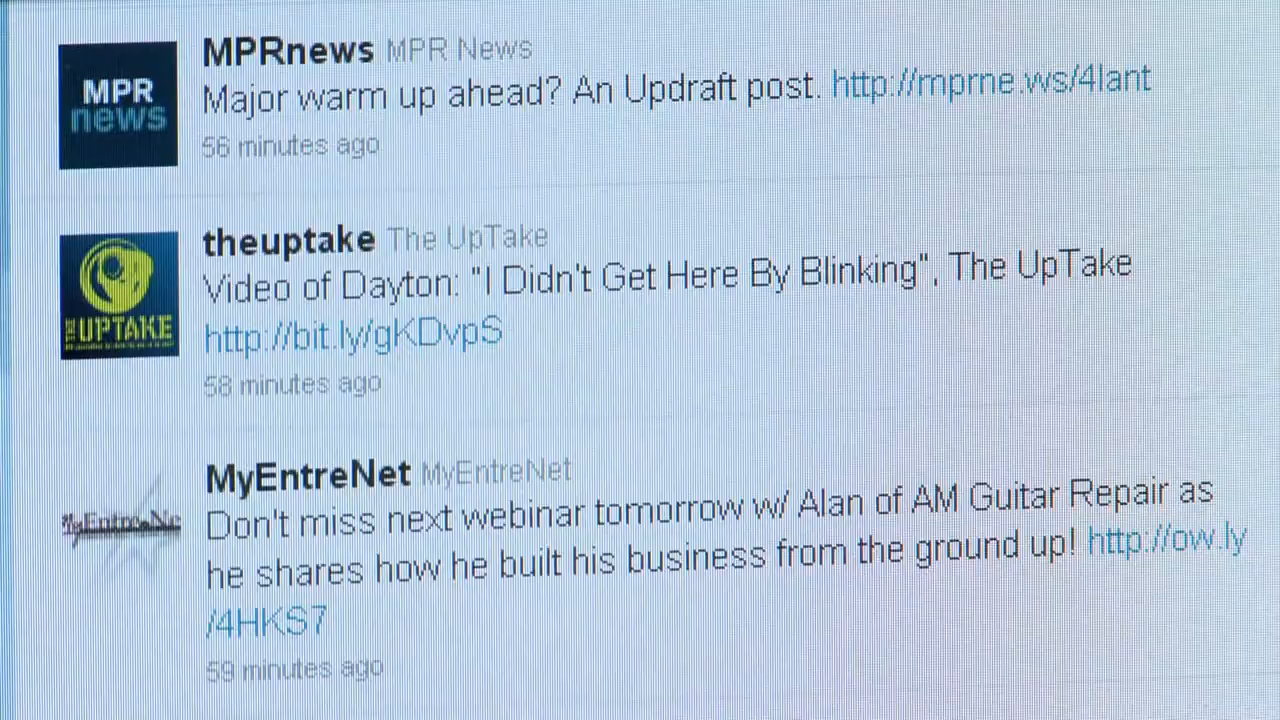 MPRnews MPR News
MPR
news
Major warm up ahead? An Updraft post. http://mprne.ws/4lant
56 minutes ago
theuptake The UpTake
Video of Dayton: "I Didn't Get Here By Blinking", The UpTake
THE UPTAKE
http://bit.ly/gKDvpS
58 minutes ago
MyEntreNet MyEntreNet
MyEntreNe
Don't miss next webinar tomorrow w/ Alan of AM Guitar Repair as
he shares how he built his business from the ground up! http://ow.ly
/4HKS7
59 minutes ago